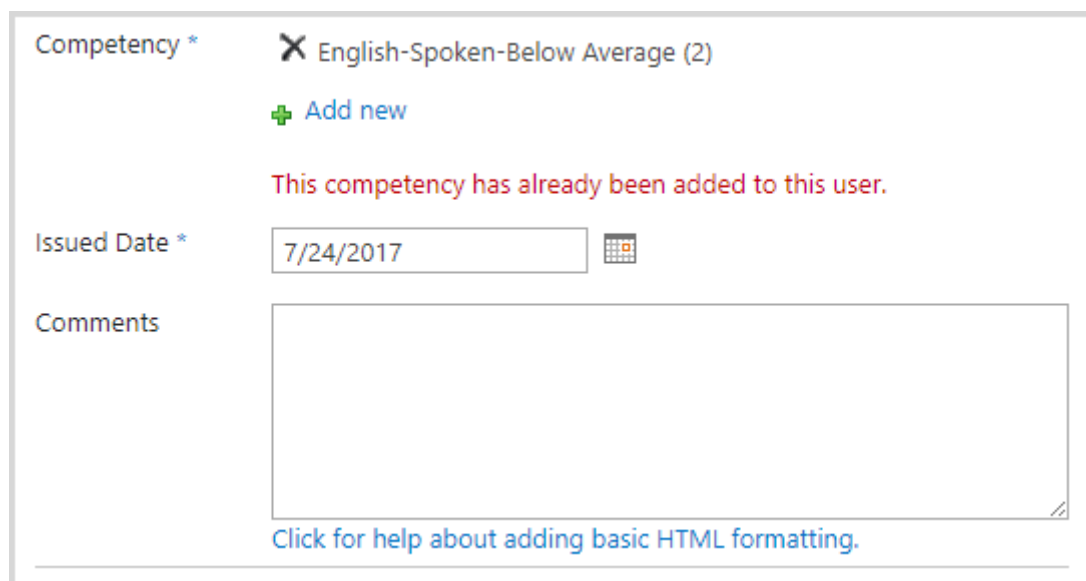 Competency *
English-Spoken-Below Average (2)
Add new
This competency has already been added to this user.
Issued Date *
7/24/2017
Comments
Click for help about adding basic HTML formatting.